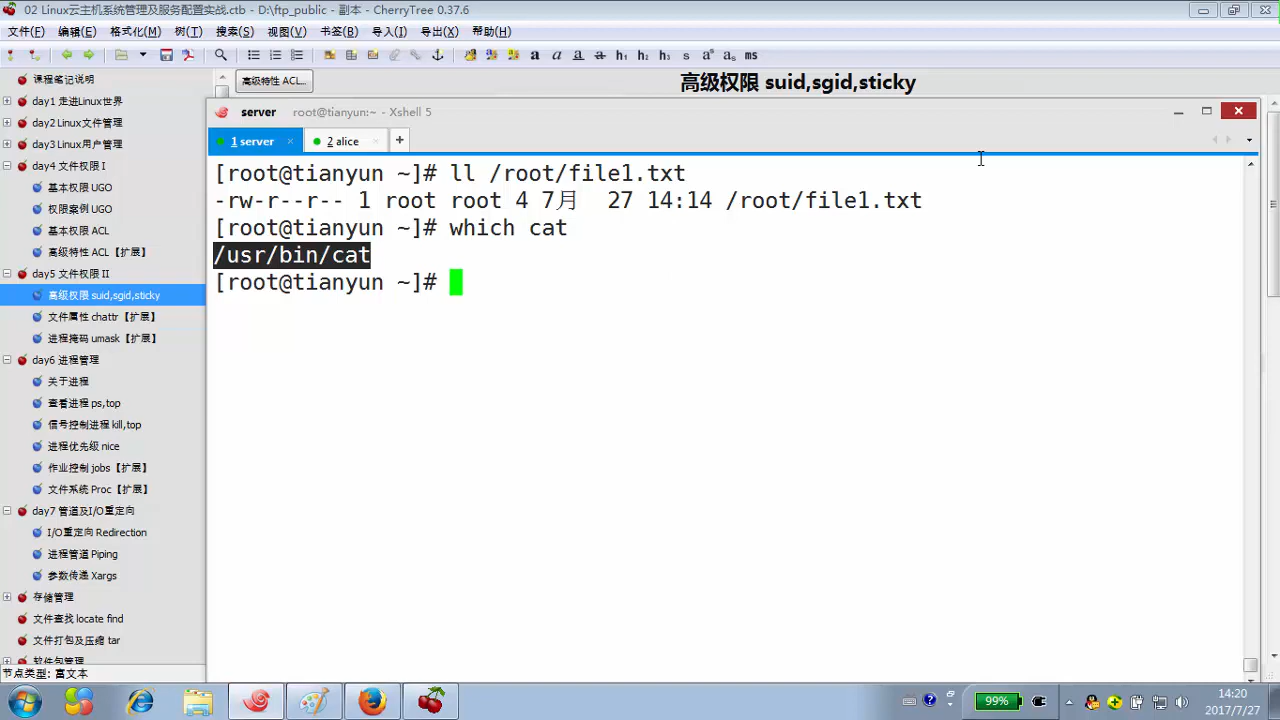 02 Linux云主机系统管理及服务配置实战.ctb - D:\ftp_public - 副本 - CherryTree 0.37.6
文件(F) 编辑(E) 格式化(M) 树(T) 搜索(S) 视图(V) 书签(B) 导入(I) 导出(X) 帮助(H)
a a a a h₁ h₂ h₃ s aª aₐ ms
课程笔记说明
day1 走进Linux世界
day2 Linux文件管理
day3 Linux用户管理
day4 文件权限 I
基本权限 UGO
权限案例 UGO
基本权限 ACL
高级特性 ACL【扩展】
day5 文件权限 II
高级权限 suid,sgid,sticky
文件属性 chattr【扩展】
进程掩码 umask【扩展】
day6 进程管理
关于进程
查看进程 ps,top
信号控制进程 kill,top
进程优先级 nice
作业控制 jobs【扩展】
文件系统 Proc【扩展】
day7 管道及I/O重定向
I/O重定向 Redirection
进程管道 Piping
参数传递 Xargs
存储管理
文件查找 locate find
文件打包及压缩 tar
软件包管理
节点类型: 富文本
高级特性 ACL...
高级权限 suid,sgid,sticky
server root@tianyun:~ - Xshell 5
1 server × 2 alice × +
[root@tianyun ~]# ll /root/file1.txt
-rw-r--r-- 1 root root 4 7月  27 14:14 /root/file1.txt
[root@tianyun ~]# which cat
/usr/bin/cat
[root@tianyun ~]#
99%
14:20
2017/7/27